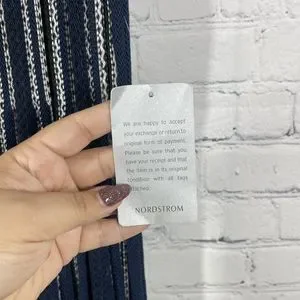 We are happy to accept
your exchange or return to
original form of payment.
Please be sure that you
have your receipt and that
the item is in its original
condition with all tags
attached.
NORDSTROM